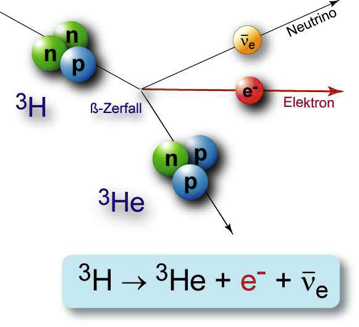 n
n
p
ν̄e
Neutrino
e-
Elektron
³H
ß-Zerfall
n
p
p
³He
³H → ³He + e- + ν̄e